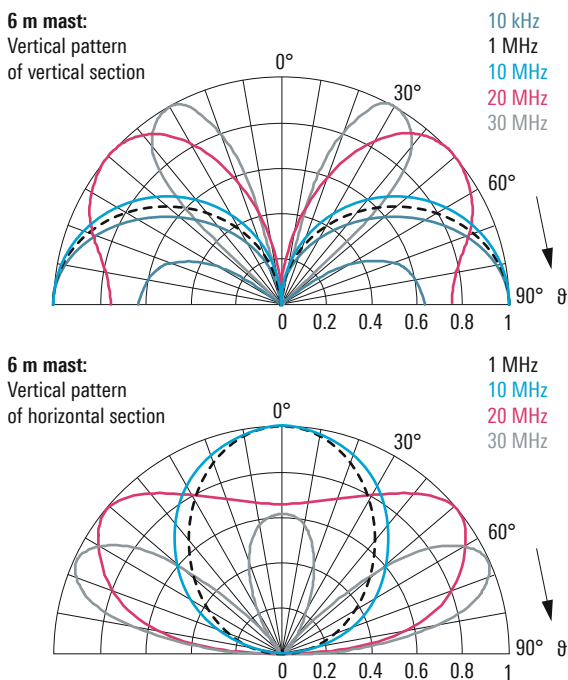 6 m mast:
Vertical pattern
of vertical section
10 kHz
1 MHz
10 MHz
20 MHz
30 MHz
0°
30°
60°
90° ϑ
0 0.2 0.4 0.6 0.8 1
6 m mast:
Vertical pattern
of horizontal section
1 MHz
10 MHz
20 MHz
30 MHz
0°
30°
60°
90° ϑ
0 0.2 0.4 0.6 0.8 1